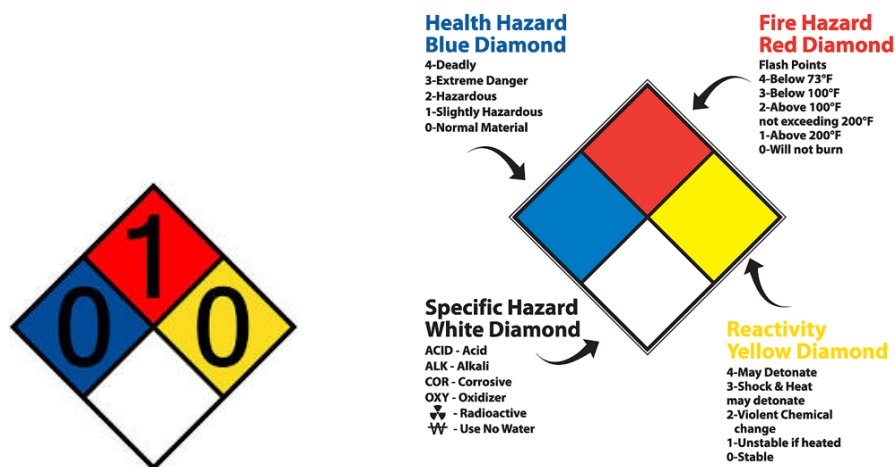 Health Hazard
Blue Diamond
4-Deadly
3-Extreme Danger
2-Hazardous
1-Slightly Hazardous
0-Normal Material
Fire Hazard
Red Diamond
Flash Points
4-Below 73°F
3-Below 100°F
2-Above 100°F
not exceeding 200°F
1-Above 200°F
0-Will not burn
1
0 0
Specific Hazard
White Diamond
ACID - Acid
ALK - Alkali
COR - Corrosive
OXY - Oxidizer
- Radioactive
W - Use No Water
Reactivity
Yellow Diamond
4-May Detonate
3-Shock & Heat
may detonate
2-Violent Chemical
change
1-Unstable if heated
0-Stable